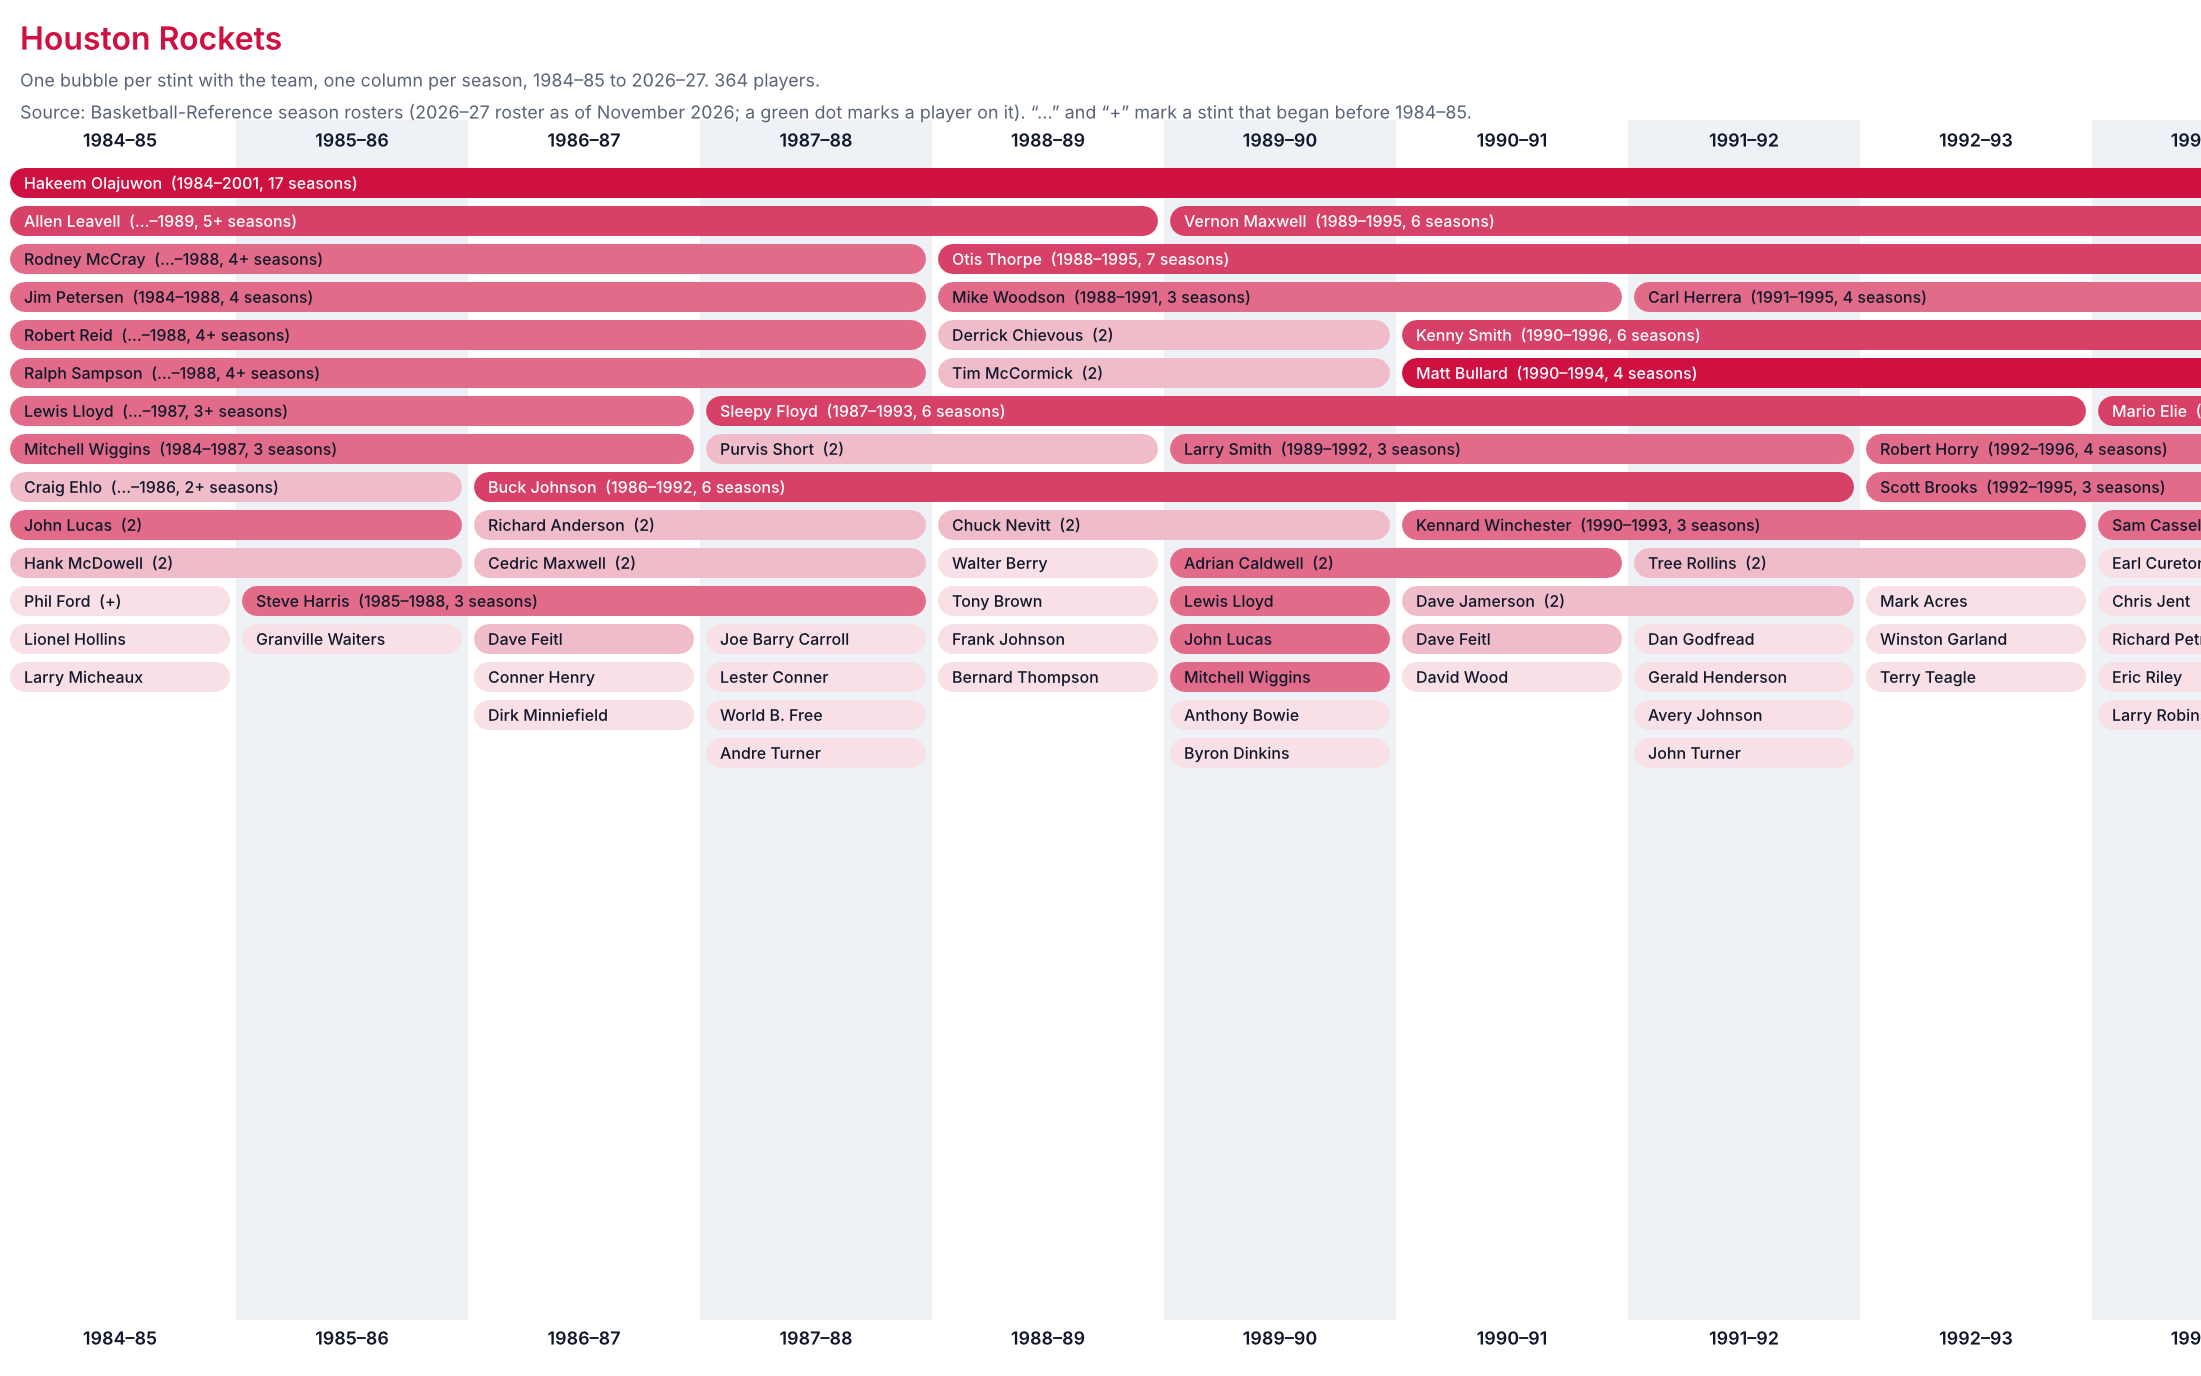 Houston Rockets
One bubble per stint with the team, one column per season, 1984–85 to 2026–27. 364 players.
Source: Basketball-Reference season rosters (2026–27 roster as of November 2026; a green dot marks a player on it). “…” and “+” mark a stint that began before 1984–85.
1984–85 1985–86 1986–87 1987–88 1988–89 1989–90 1990–91 1991–92 1992–93 199
Hakeem Olajuwon (1984–2001, 17 seasons)
Allen Leavell (…–1989, 5+ seasons) Vernon Maxwell (1989–1995, 6 seasons)
Rodney McCray (…–1988, 4+ seasons) Otis Thorpe (1988–1995, 7 seasons)
Jim Petersen (1984–1988, 4 seasons) Mike Woodson (1988–1991, 3 seasons) Carl Herrera (1991–1995, 4 seasons)
Robert Reid (…–1988, 4+ seasons) Derrick Chievous (2) Kenny Smith (1990–1996, 6 seasons)
Ralph Sampson (…–1988, 4+ seasons) Tim McCormick (2) Matt Bullard (1990–1994, 4 seasons)
Lewis Lloyd (…–1987, 3+ seasons) Sleepy Floyd (1987–1993, 6 seasons) Mario Elie (
Mitchell Wiggins (1984–1987, 3 seasons) Purvis Short (2) Larry Smith (1989–1992, 3 seasons) Robert Horry (1992–1996, 4 seasons)
Craig Ehlo (…–1986, 2+ seasons) Buck Johnson (1986–1992, 6 seasons) Scott Brooks (1992–1995, 3 seasons)
John Lucas (2) Richard Anderson (2) Chuck Nevitt (2) Kennard Winchester (1990–1993, 3 seasons) Sam Cassel
Hank McDowell (2) Cedric Maxwell (2) Walter Berry Adrian Caldwell (2) Tree Rollins (2) Earl Cureton
Phil Ford (+) Steve Harris (1985–1988, 3 seasons) Tony Brown Lewis Lloyd Dave Jamerson (2) Mark Acres Chris Jent
Lionel Hollins Granville Waiters Dave Feitl Joe Barry Carroll Frank Johnson John Lucas Dave Feitl Dan Godfread Winston Garland Richard Pet
Larry Micheaux Conner Henry Lester Conner Bernard Thompson Mitchell Wiggins David Wood Gerald Henderson Terry Teagle Eric Riley
Dirk Minniefield World B. Free Anthony Bowie Avery Johnson Larry Robin
Andre Turner Byron Dinkins John Turner
1984–85 1985–86 1986–87 1987–88 1988–89 1989–90 1990–91 1991–92 1992–93 199